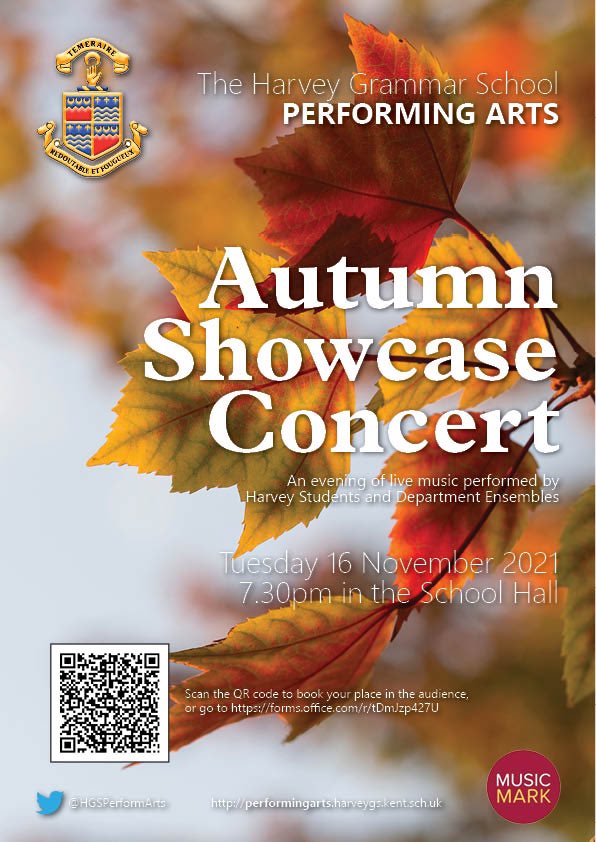 TEMERAIRE
REDOUTABLE ET FOUGUEUX
The Harvey Grammar School
PERFORMING ARTS
Autumn
Showcase
Concert
An evening of live music performed by
Harvey Students and Department Ensembles
Tuesday 16 November 2021
7.30pm in the School Hall
Scan the QR code to book your place in the audience,
or go to https://forms.office.com/r/tDmJzp427U
@HGSPerformArts
http://performingarts.harveygs.kent.sch.uk
MUSIC
MARK